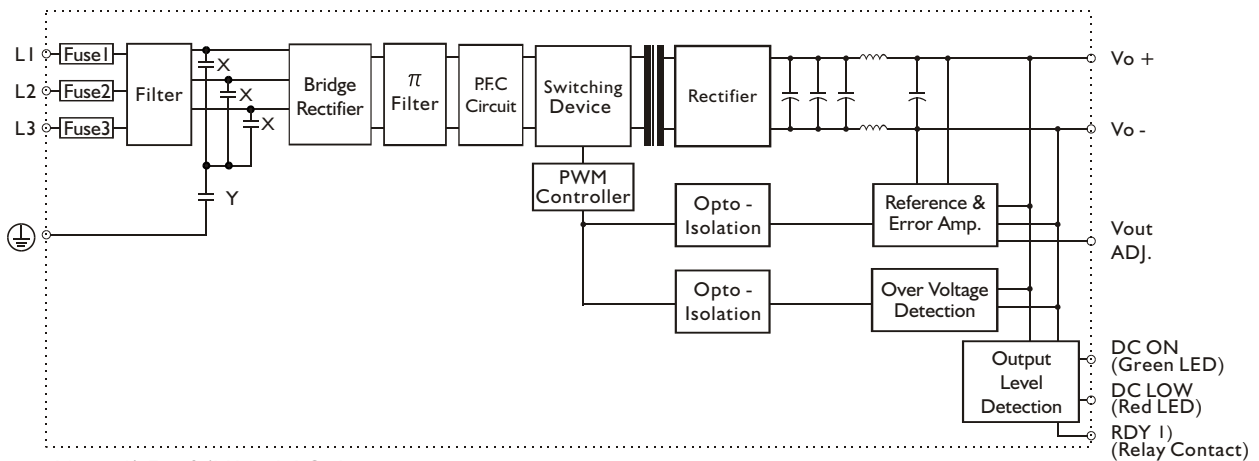 L1
Fuse1
L2
Fuse2
L3
Fuse3
Filter
X
X
X
Y
Bridge
Rectifier
π
Filter
P.F.C
Circuit
Switching
Device
PWM
Controller
Rectifier
Opto -
Isolation
Opto -
Isolation
Reference &
Error Amp.
Over Voltage
Detection
Output
Level
Detection
Vo +
Vo -
Vout
ADJ.
DC ON
(Green LED)
DC LOW
(Red LED)
RDY 1)
(Relay Contact)